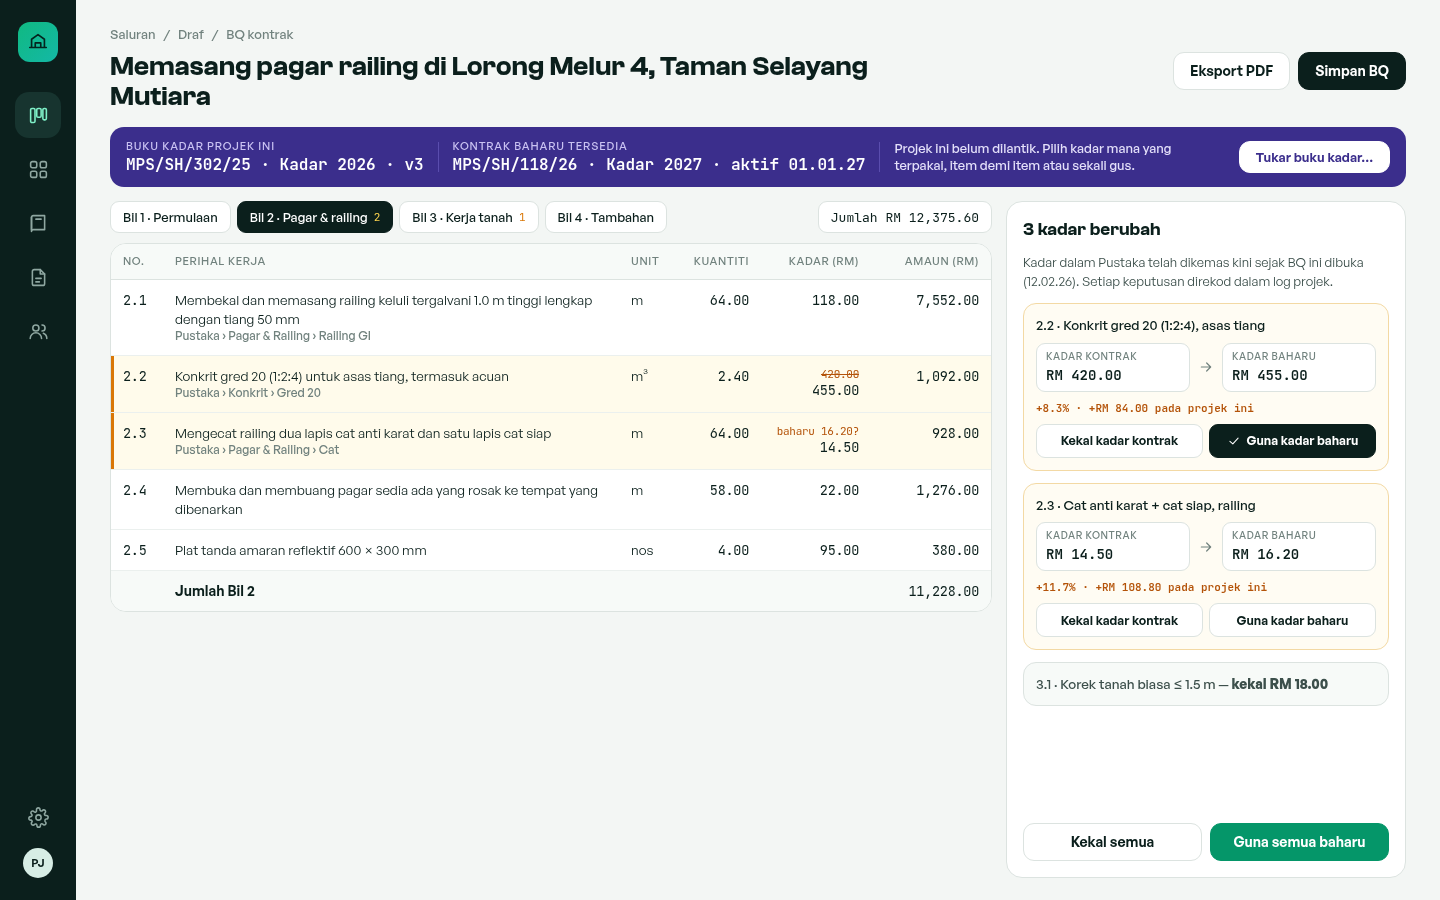 Saluran / Draf / BQ kontrak
Memasang pagar railing di Lorong Melur 4, Taman Selayang
Mutiara
Eksport PDF
Simpan BQ
BUKU KADAR PROJEK INI
MPS/SH/302/25 · Kadar 2026 · v3
KONTRAK BAHARU TERSEDIA
MPS/SH/118/26 · Kadar 2027 · aktif 01.01.27
Projek ini belum dilantik. Pilih kadar mana yang
terpakai, item demi item atau sekali gus.
Tukar buku kadar...
Bil 1 · Permulaan
Bil 2 · Pagar & railing 2
Bil 3 · Kerja tanah 1
Bil 4 · Tambahan
Jumlah RM 12,375.60
NO. PERIHAL KERJA UNIT KUANTITI KADAR (RM) AMAUN (RM)
2.1 Membekal dan memasang railing keluli tergalvani 1.0 m tinggi lengkap m 64.00 118.00 7,552.00
dengan tiang 50 mm
Pustaka › Pagar & Railing › Railing GI
2.2 Konkrit gred 20 (1:2:4) untuk asas tiang, termasuk acuan m³ 2.40 420.00 1,092.00
Pustaka › Konkrit › Gred 20 455.00
2.3 Mengecat railing dua lapis cat anti karat dan satu lapis cat siap m 64.00 baharu 16.20? 928.00
Pustaka › Pagar & Railing › Cat 14.50
2.4 Membuka dan membuang pagar sedia ada yang rosak ke tempat yang m 58.00 22.00 1,276.00
dibenarkan
2.5 Plat tanda amaran reflektif 600 × 300 mm nos 4.00 95.00 380.00
Jumlah Bil 2 11,228.00
3 kadar berubah
Kadar dalam Pustaka telah dikemas kini sejak BQ ini dibuka
(12.02.26). Setiap keputusan direkod dalam log projek.
2.2 · Konkrit gred 20 (1:2:4), asas tiang
KADAR KONTRAK → KADAR BAHARU
RM 420.00 RM 455.00
+8.3% · +RM 84.00 pada projek ini
Kekal kadar kontrak
✓ Guna kadar baharu
2.3 · Cat anti karat + cat siap, railing
KADAR KONTRAK → KADAR BAHARU
RM 14.50 RM 16.20
+11.7% · +RM 108.80 pada projek ini
Kekal kadar kontrak
Guna kadar baharu
3.1 · Korek tanah biasa ≤ 1.5 m — kekal RM 18.00
Kekal semua
Guna semua baharu
PJ